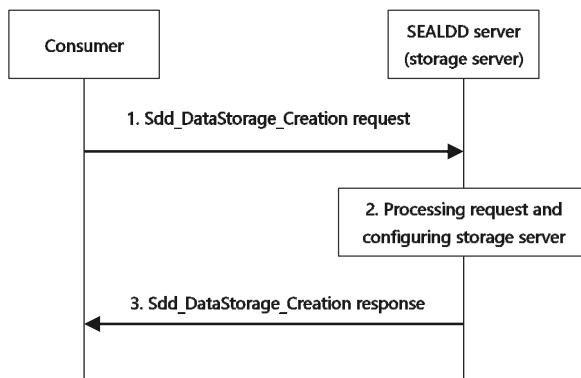 Consumer
SEALDD server
(storage server)
1. Sdd_DataStorage_Creation request
2. Processing request and
configuring storage server
3. Sdd_DataStorage_Creation response